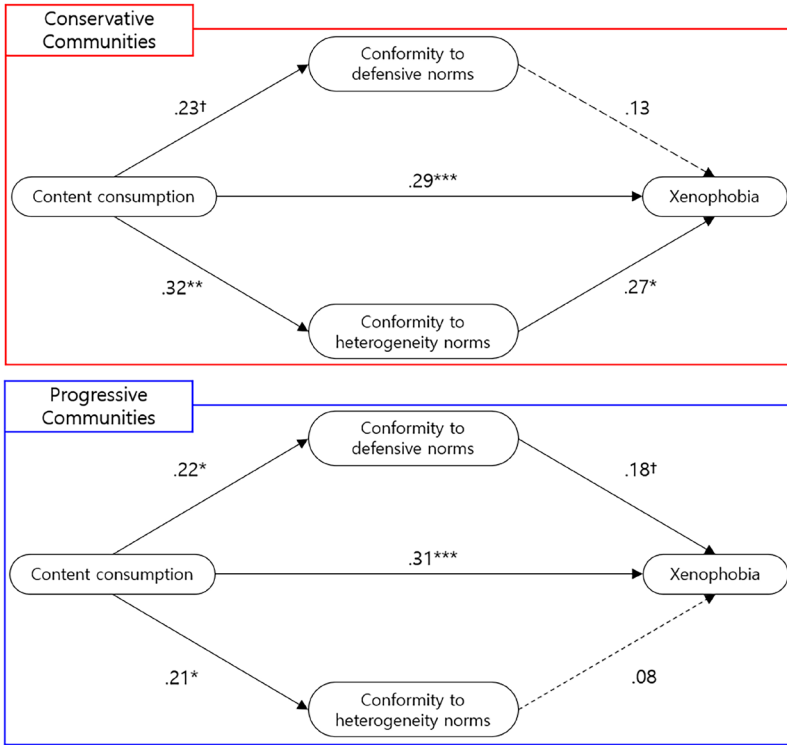 Conservative
Communities
Conformity to
defensive norms
.23†
.13
Content consumption
.29***
Xenophobia
.32**
.27*
Conformity to
heterogeneity norms
Progressive
Communities
Conformity to
defensive norms
.22*
.18†
Content consumption
.31***
Xenophobia
.21*
.08
Conformity to
heterogeneity norms